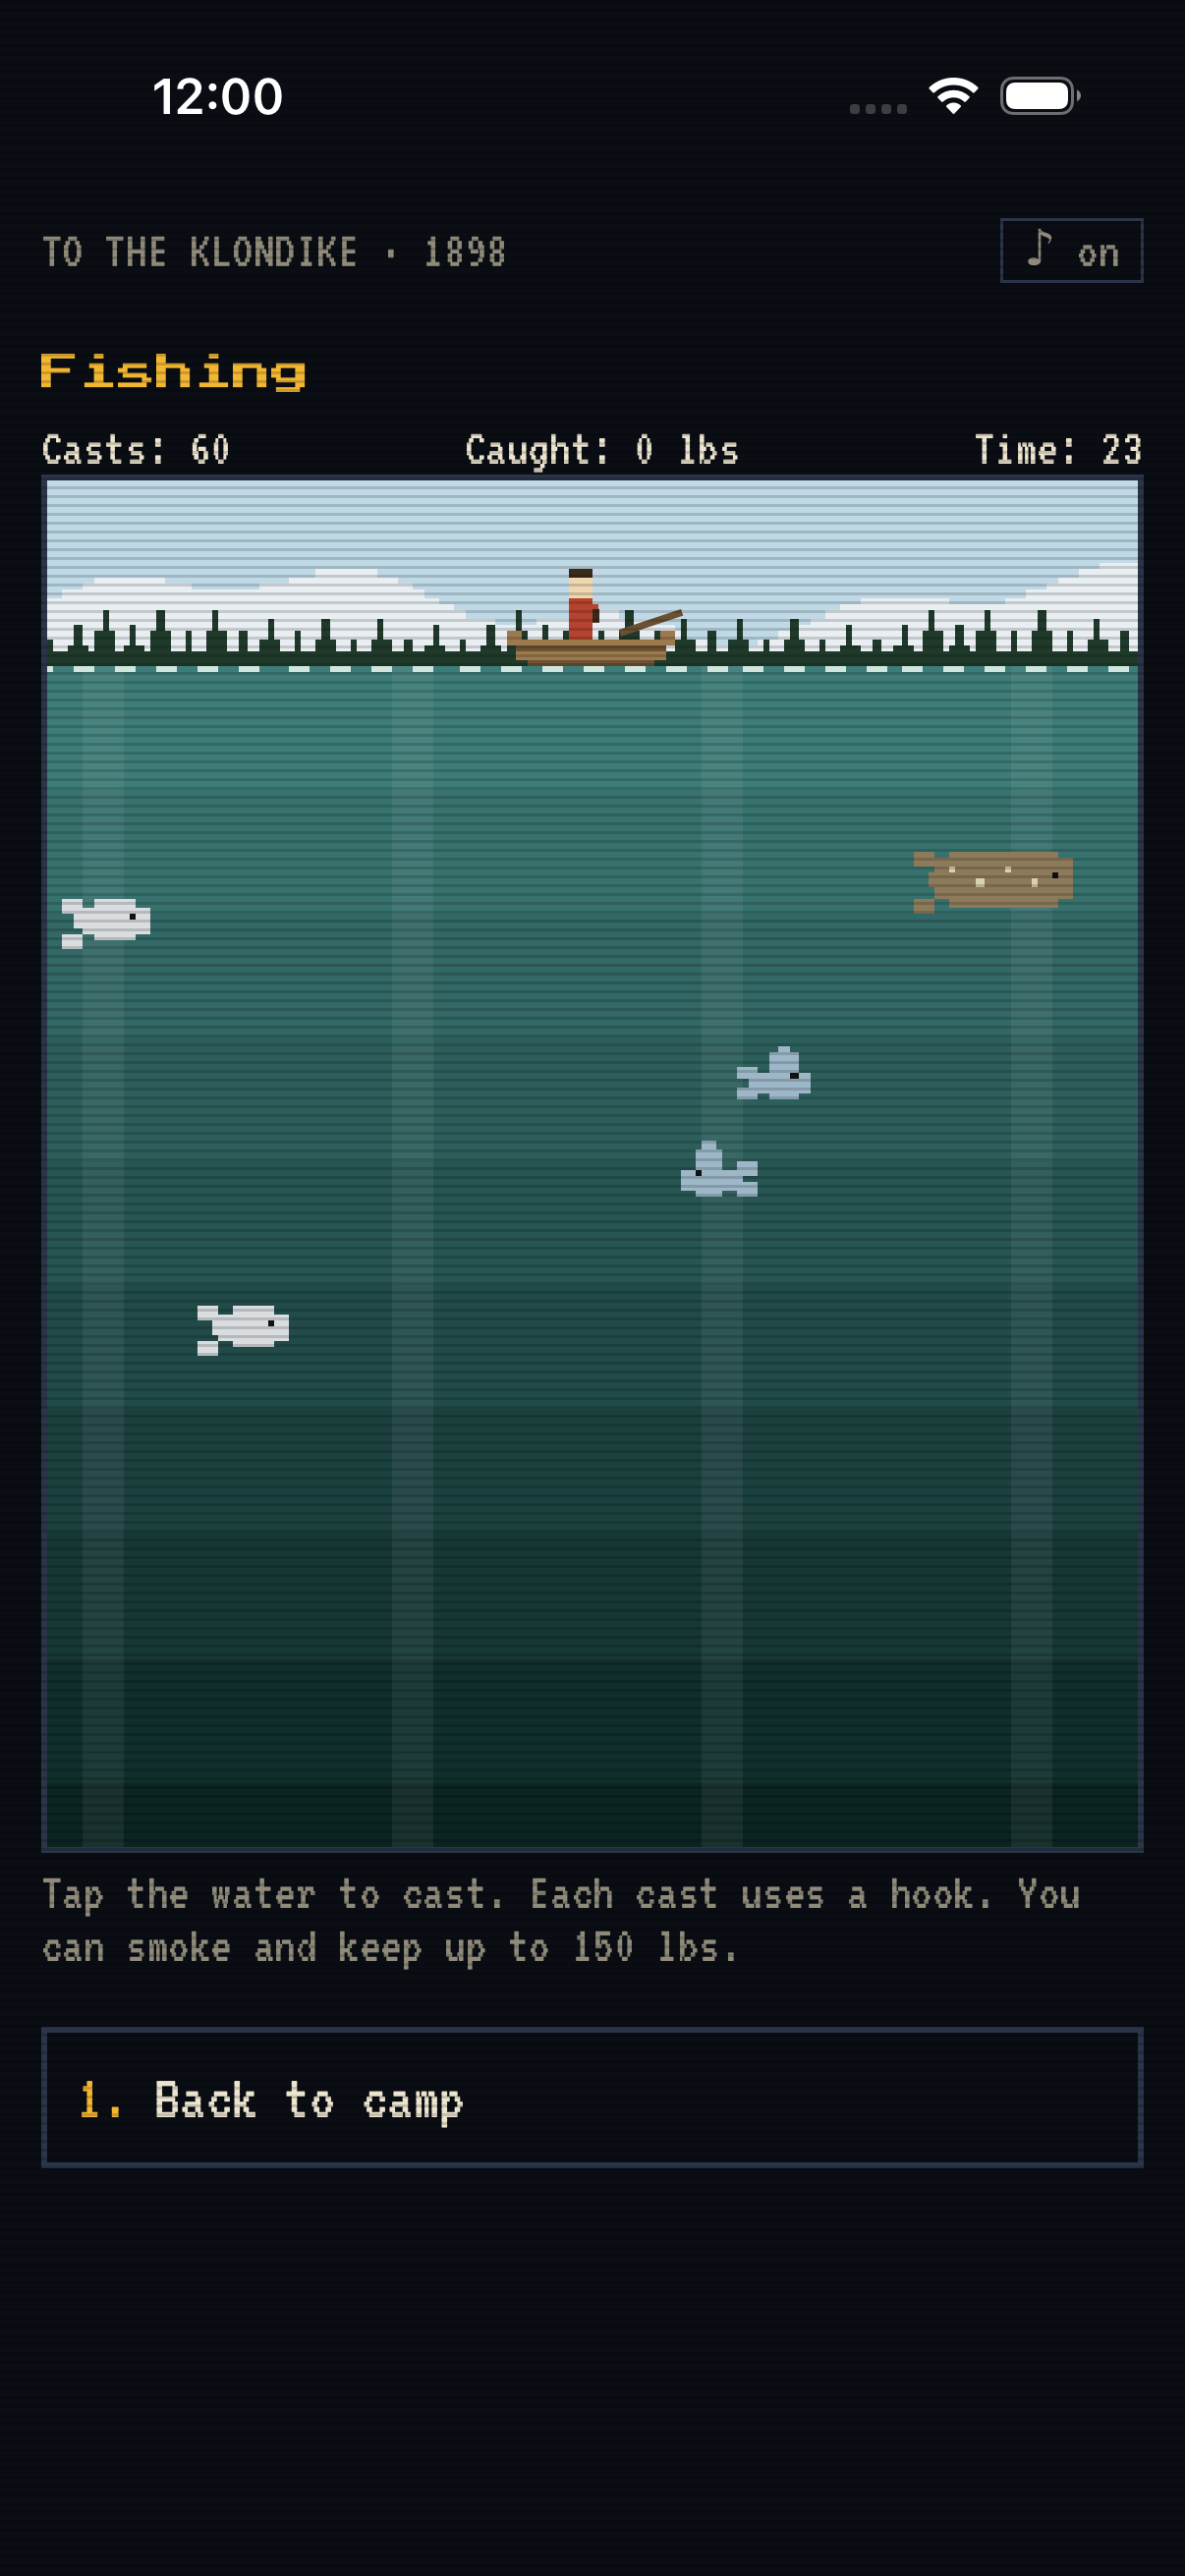 12:00
TO THE KLONDIKE · 1898
♪ on
Fishing
Casts: 60
Caught: 0 lbs
Time: 23
Tap the water to cast. Each cast uses a hook. You
can smoke and keep up to 150 lbs.
1. Back to camp